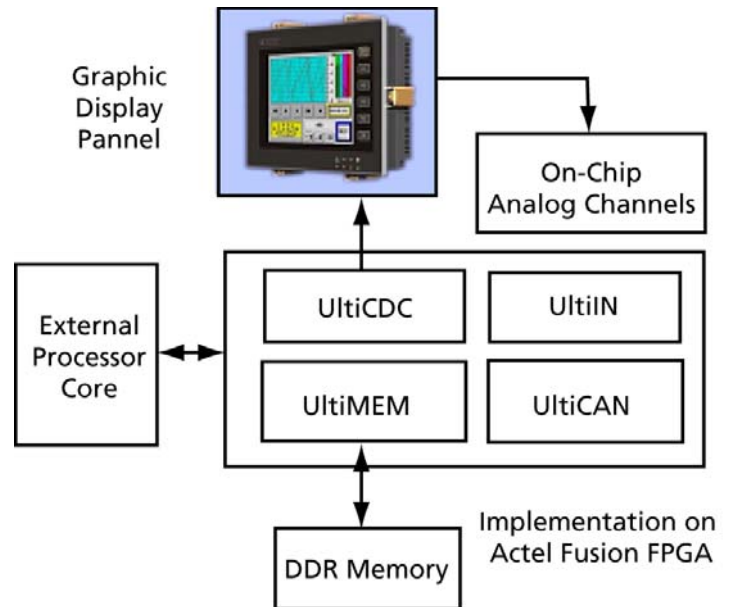 Graphic
Display
Pannel
On-Chip
Analog Channels
External
Processor
Core
UltiCDC
UltiIN
UltiMEM
UltiCAN
DDR Memory
Implementation on
Actel Fusion FPGA